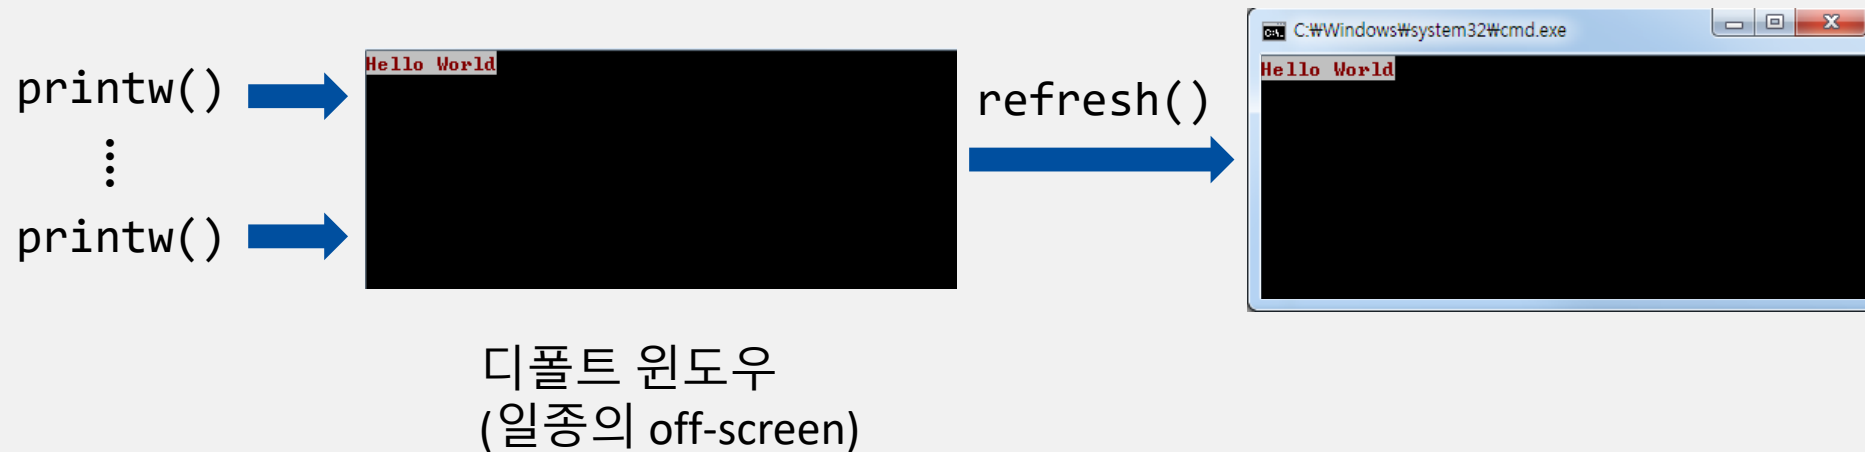 printw()
printw()
Hello World
디폴트 윈도우
(일종의 off-screen)
refresh()
C:₩Windows₩system32₩cmd.exe
Hello World